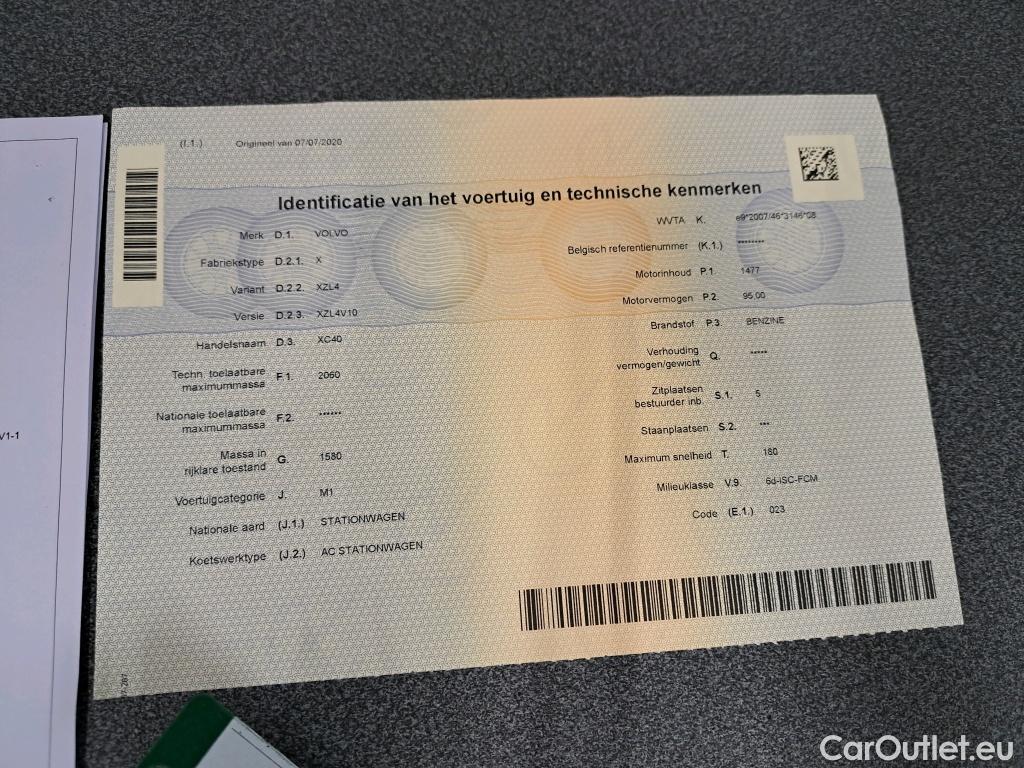 (I.1.) Origineel van 07/07/2020
Identificatie van het voertuig en technische kenmerken
Merk D.1. VOLVO
Fabriekstype D.2.1. X
Variant D.2.2. XZL4
Versie D.2.3. XZL4V10
Handelsnaam D.3. XC40
Techn. toelaatbare
maximummassa F.1. 2060
Nationale toelaatbare
maximummassa F.2. ******
Massa in
rijklare toestand G. 1580
Voertuigcategorie J. M1
Nationale aard (J.1.) STATIONWAGEN
Koetswerktype (J.2.) AC STATIONWAGEN
WVTA K. e9*2007/46*3146*08
Belgisch referentienummer (K.1.) ********
Motorinhoud P.1. 1477
Motorvermogen P.2. 95,00
Brandstof P.3. BENZINE
Verhouding
vermogen/gewicht Q. *****
Zitplaatsen
bestuurder inb. S.1. 5
Staanplaatsen S.2. ***
Maximum snelheid T. 180
Milieuklasse V.9. 6d-ISC-FCM
Code (E.1.) 023
V1-1
CarOutlet.eu